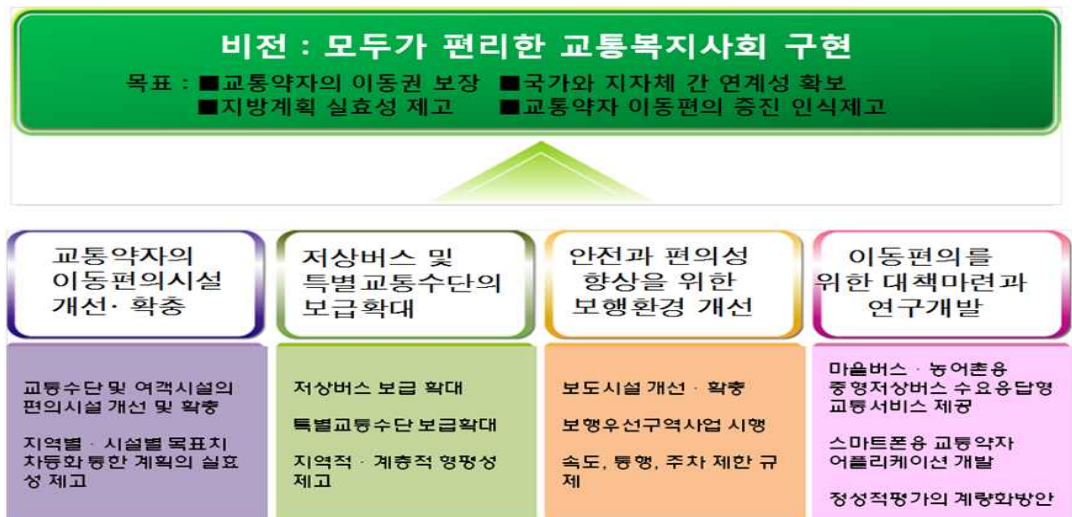 비전 : 모두가 편리한 교통복지사회 구현
목표 : ■교통약자의 이동권 보장 ■국가와 지자체 간 연계성 확보
■지방계획 실효성 제고 ■교통약자 이동편의 증진 인식제고
교통약자의
이동편의시설
개선· 확충
저상버스 및
특별교통수단의
보급확대
안전과 편의성
향상을 위한
보행환경 개선
이동편의를
위한 대책마련과
연구개발
교통수단 및 여객시설의
편의시설 개선 및 확충
지역별 · 시설별 목표치
차등화 통한 계획의 실효
성 제고
저상버스 보급 확대
특별교통수단 보급확대
지역적 · 계층적 형평성
제고
보도시설 개선 · 확충
보행우선구역사업 시행
속도, 통행, 주차 제한 규
제
마을버스 · 농어촌용
중형저상버스 수요응답형
교통서비스 제공
스마트폰용 교통약자
어플리케이션 개발
정성적평가의 계량화방안